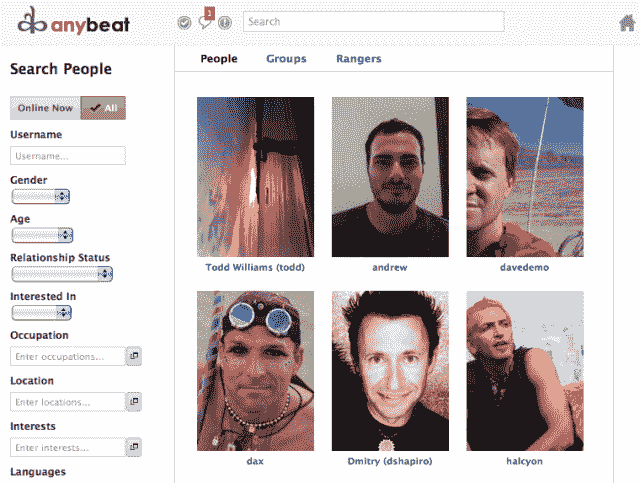 anybeat
1
Search
Search People
Online Now
All
Username
Username...
Gender
Age
Relationship Status
Interested In
Occupation
Enter occupations...
Location
Enter locations...
Interests
Enter interests...
Languages
People Groups Rangers
Todd Williams (todd) andrew davedemo
dax Dmitry (dshapiro) halcyon